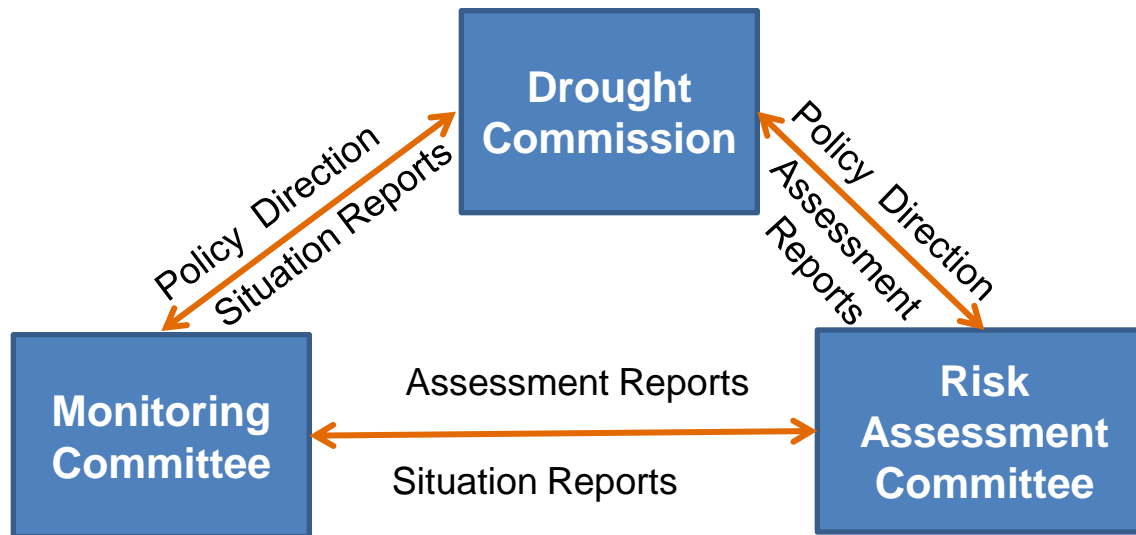 Drought
Commission
Policy Direction
Situation Reports
Policy Direction
Assessment
Reports
Monitoring
Committee
Assessment Reports
Situation Reports
Risk
Assessment
Committee